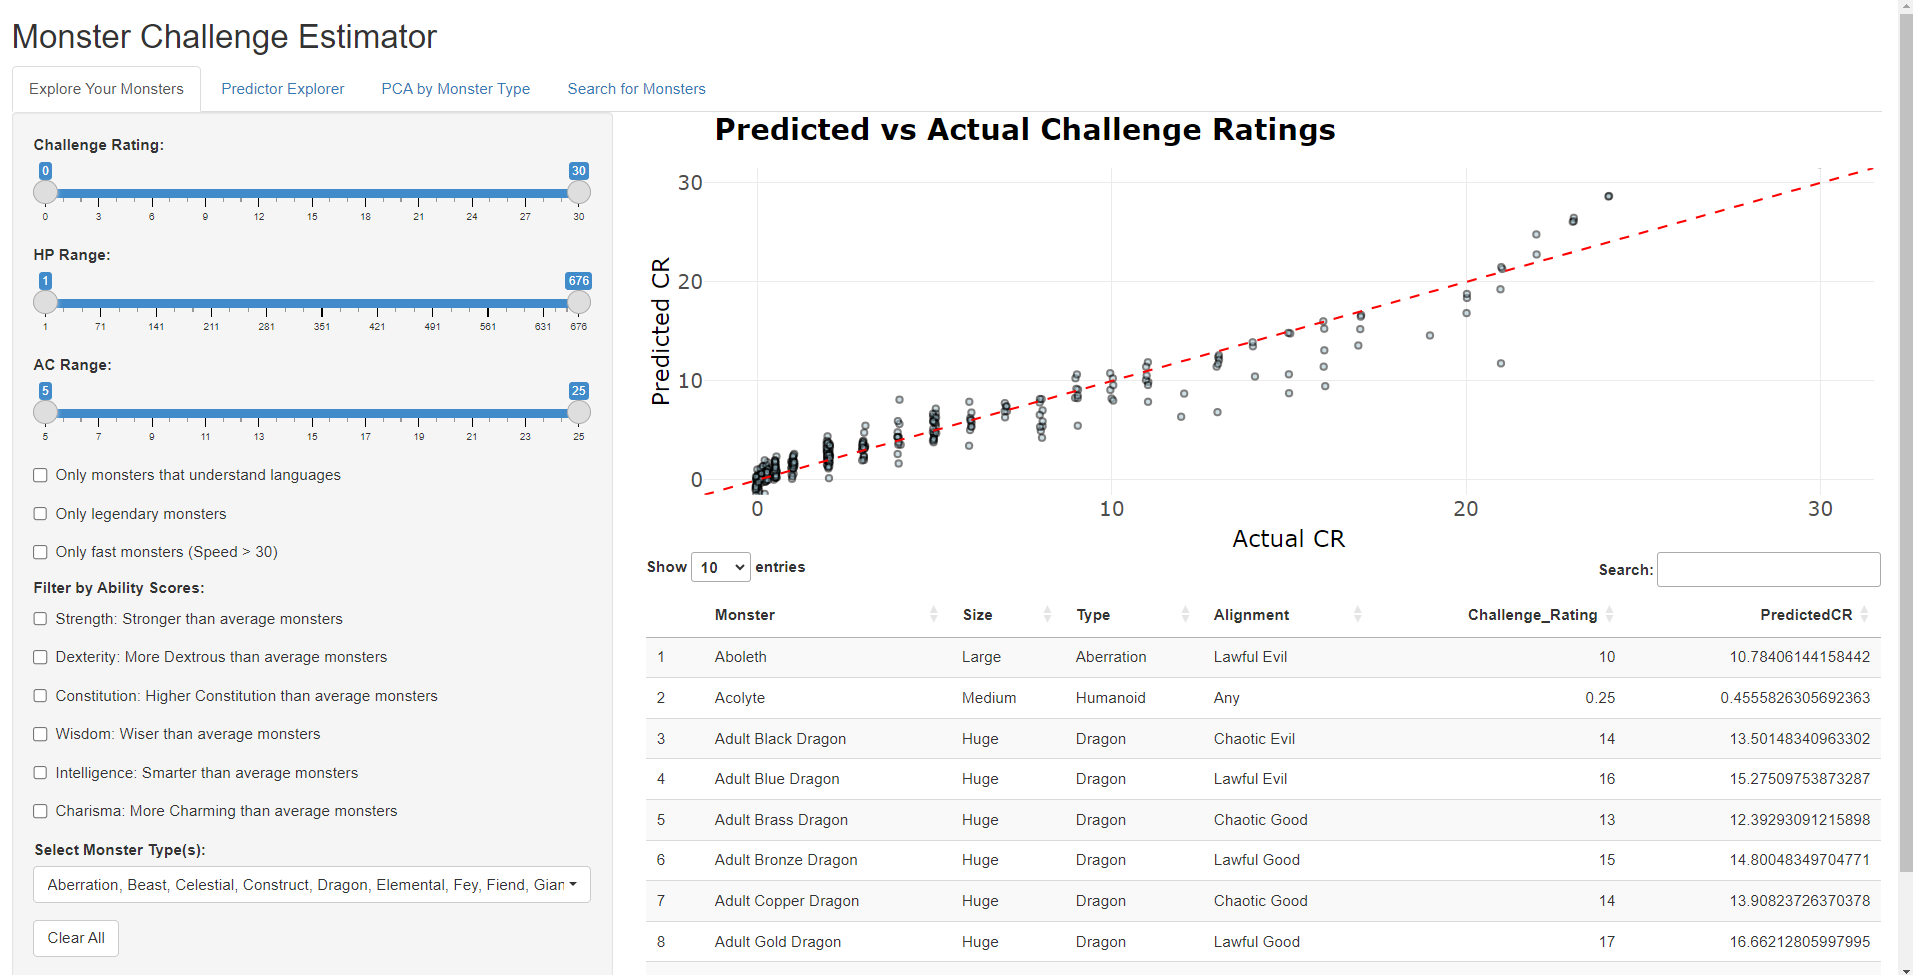 Monster Challenge Estimator
Explore Your Monsters Predictor Explorer PCA by Monster Type Search for Monsters
Challenge Rating:
0 30
0 3 6 9 12 15 18 21 24 27 30
HP Range:
1 676
1 71 141 211 281 351 421 491 561 631 676
AC Range:
5 25
5 7 9 11 13 15 17 19 21 23 25
Only monsters that understand languages
Only legendary monsters
Only fast monsters (Speed > 30)
Filter by Ability Scores:
Strength: Stronger than average monsters
Dexterity: More Dextrous than average monsters
Constitution: Higher Constitution than average monsters
Wisdom: Wiser than average monsters
Intelligence: Smarter than average monsters
Charisma: More Charming than average monsters
Select Monster Type(s):
Aberration, Beast, Celestial, Construct, Dragon, Elemental, Fey, Fiend, Gian
Clear All
Predicted vs Actual Challenge Ratings
Predicted CR
30
20
10
0
0 10 20 30
Actual CR
Show 10 entries Search:
Monster Size Type Alignment Challenge_Rating PredictedCR
1 Aboleth Large Aberration Lawful Evil 10 10.78406144158442
2 Acolyte Medium Humanoid Any 0.25 0.4555826305692363
3 Adult Black Dragon Huge Dragon Chaotic Evil 14 13.50148340963302
4 Adult Blue Dragon Huge Dragon Lawful Evil 16 15.27509753873287
5 Adult Brass Dragon Huge Dragon Chaotic Good 13 12.39293091215898
6 Adult Bronze Dragon Huge Dragon Lawful Good 15 14.80048349704771
7 Adult Copper Dragon Huge Dragon Chaotic Good 14 13.90823726370378
8 Adult Gold Dragon Huge Dragon Lawful Good 17 16.66212805997995